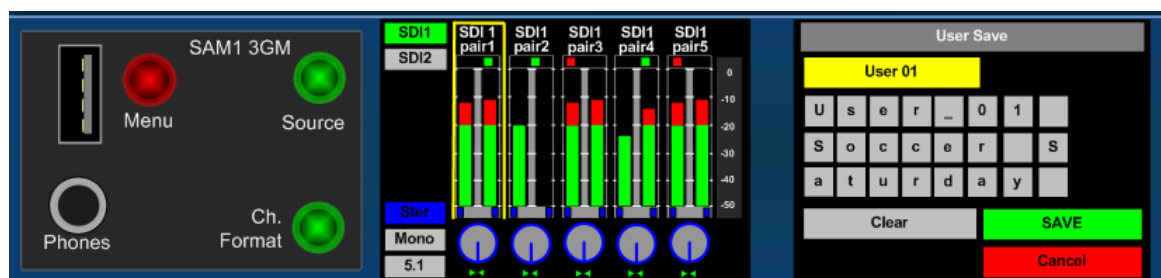 SAM1 3GM
Menu
Source
Phones
Ch.
Format
SDI1
SDI2
Ster
Mono
5.1
SDI 1 SDI1 SDI1 SDI1 SDI1
pair1 pair2 pair3 pair4 pair5
0
-10
-20
-30
-40
-50
User Save
User 01
U s e r _ 0 1
S o c c e r S
a t u r d a y
Clear
SAVE
Cancel